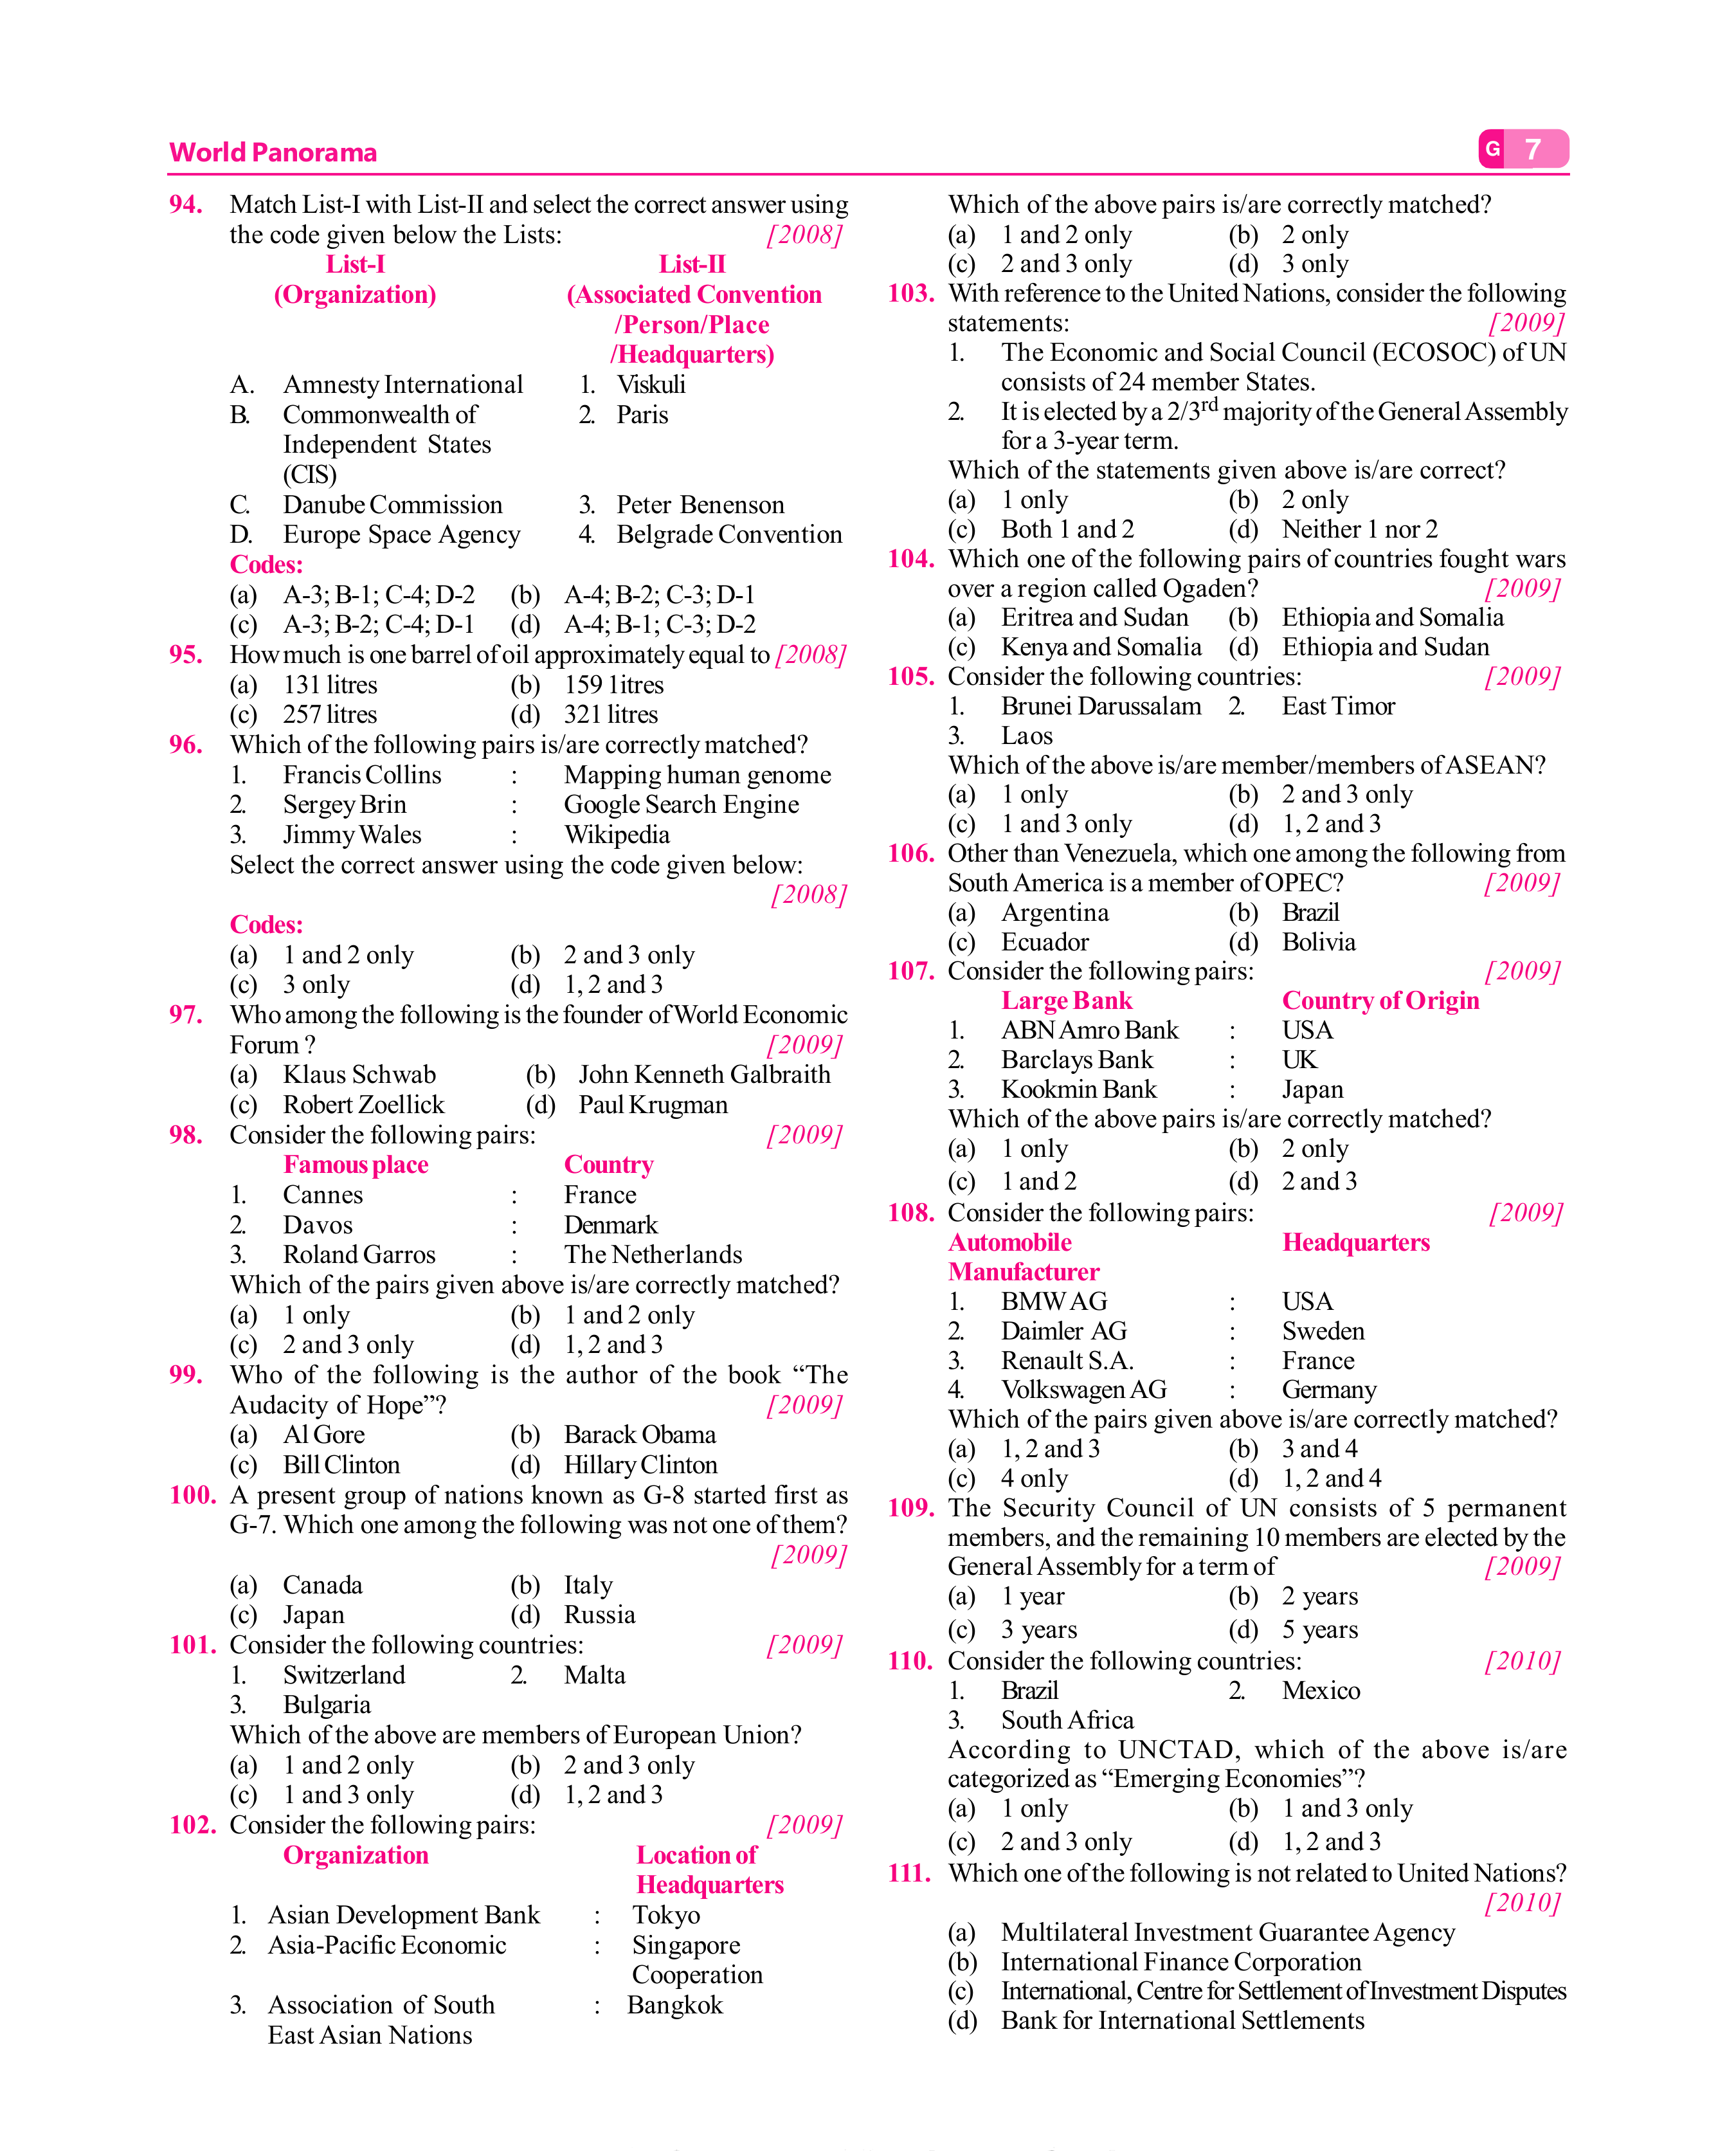 World Panorama
G 7
94. Match List-I with List-II and select the correct answer using
the code given below the Lists: [2008]
List-I List-II
(Organization) (Associated Convention
/Person/Place
/Headquarters)
A. Amnesty International 1. Viskuli
B. Commonwealth of 2. Paris
Independent States
(CIS)
C. Danube Commission 3. Peter Benenson
D. Europe Space Agency 4. Belgrade Convention
Codes:
(a) A-3; B-1; C-4; D-2 (b) A-4; B-2; C-3; D-1
(c) A-3; B-2; C-4; D-1 (d) A-4; B-1; C-3; D-2
95. How much is one barrel of oil approximately equal to [2008]
(a) 131 litres (b) 159 1itres
(c) 257 litres (d) 321 litres
96. Which of the following pairs is/are correctly matched?
1. Francis Collins : Mapping human genome
2. Sergey Brin : Google Search Engine
3. Jimmy Wales : Wikipedia
Select the correct answer using the code given below:
[2008]
Codes:
(a) 1 and 2 only (b) 2 and 3 only
(c) 3 only (d) 1, 2 and 3
97. Who among the following is the founder of World Economic
Forum ? [2009]
(a) Klaus Schwab (b) John Kenneth Galbraith
(c) Robert Zoellick (d) Paul Krugman
98. Consider the following pairs: [2009]
Famous place Country
1. Cannes : France
2. Davos : Denmark
3. Roland Garros : The Netherlands
Which of the pairs given above is/are correctly matched?
(a) 1 only (b) 1 and 2 only
(c) 2 and 3 only (d) 1, 2 and 3
99. Who of the following is the author of the book “The
Audacity of Hope”? [2009]
(a) Al Gore (b) Barack Obama
(c) Bill Clinton (d) Hillary Clinton
100. A present group of nations known as G-8 started first as
G-7. Which one among the following was not one of them?
[2009]
(a) Canada (b) Italy
(c) Japan (d) Russia
101. Consider the following countries: [2009]
1. Switzerland 2. Malta
3. Bulgaria
Which of the above are members of European Union?
(a) 1 and 2 only (b) 2 and 3 only
(c) 1 and 3 only (d) 1, 2 and 3
102. Consider the following pairs: [2009]
Organization Location of
Headquarters
1. Asian Development Bank : Tokyo
2. Asia-Pacific Economic : Singapore
Cooperation
3. Association of South : Bangkok
East Asian Nations
Which of the above pairs is/are correctly matched?
(a) 1 and 2 only (b) 2 only
(c) 2 and 3 only (d) 3 only
103. With reference to the United Nations, consider the following
statements: [2009]
1. The Economic and Social Council (ECOSOC) of UN
consists of 24 member States.
2. It is elected by a 2/3rd majority of the General Assembly
for a 3-year term.
Which of the statements given above is/are correct?
(a) 1 only (b) 2 only
(c) Both 1 and 2 (d) Neither 1 nor 2
104. Which one of the following pairs of countries fought wars
over a region called Ogaden? [2009]
(a) Eritrea and Sudan (b) Ethiopia and Somalia
(c) Kenya and Somalia (d) Ethiopia and Sudan
105. Consider the following countries: [2009]
1. Brunei Darussalam 2. East Timor
3. Laos
Which of the above is/are member/members of ASEAN?
(a) 1 only (b) 2 and 3 only
(c) 1 and 3 only (d) 1, 2 and 3
106. Other than Venezuela, which one among the following from
South America is a member of OPEC? [2009]
(a) Argentina (b) Brazil
(c) Ecuador (d) Bolivia
107. Consider the following pairs: [2009]
Large Bank Country of Origin
1. ABN Amro Bank : USA
2. Barclays Bank : UK
3. Kookmin Bank : Japan
Which of the above pairs is/are correctly matched?
(a) 1 only (b) 2 only
(c) 1 and 2 (d) 2 and 3
108. Consider the following pairs: [2009]
Automobile Headquarters
Manufacturer
1. BMW AG : USA
2. Daimler AG : Sweden
3. Renault S.A. : France
4. Volkswagen AG : Germany
Which of the pairs given above is/are correctly matched?
(a) 1, 2 and 3 (b) 3 and 4
(c) 4 only (d) 1, 2 and 4
109. The Security Council of UN consists of 5 permanent
members, and the remaining 10 members are elected by the
General Assembly for a term of [2009]
(a) 1 year (b) 2 years
(c) 3 years (d) 5 years
110. Consider the following countries: [2010]
1. Brazil 2. Mexico
3. South Africa
According to UNCTAD, which of the above is/are
categorized as “Emerging Economies”?
(a) 1 only (b) 1 and 3 only
(c) 2 and 3 only (d) 1, 2 and 3
111. Which one of the following is not related to United Nations?
[2010]
(a) Multilateral Investment Guarantee Agency
(b) International Finance Corporation
(c) International, Centre for Settlement of Investment Disputes
(d) Bank for International Settlements